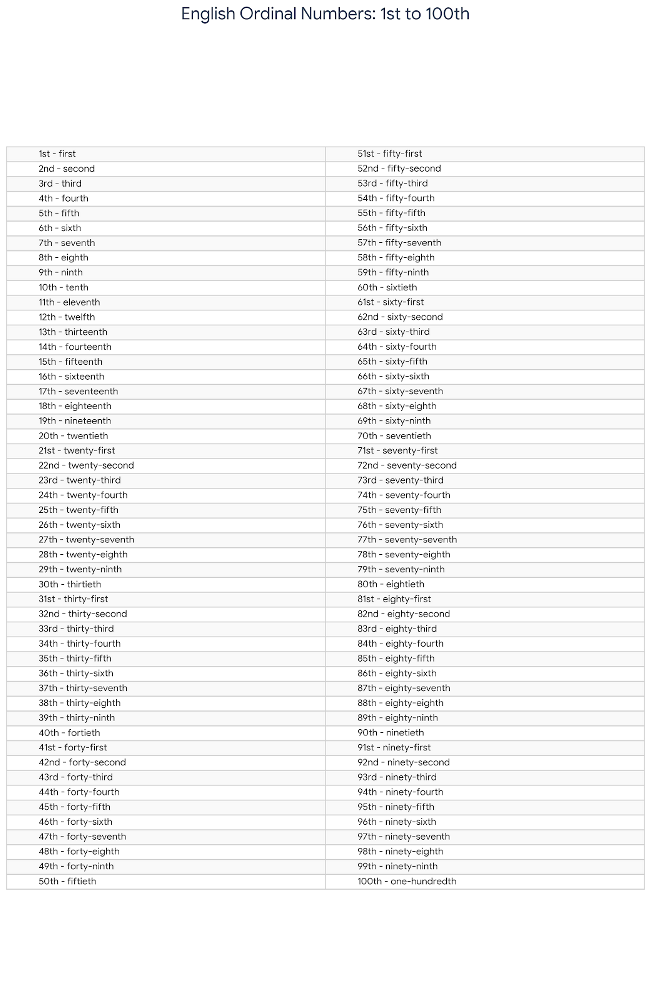 English Ordinal Numbers: 1st to 100th
1st - first
2nd - second
3rd - third
4th - fourth
5th - fifth
6th - sixth
7th - seventh
8th - eighth
9th - ninth
10th - tenth
11th - eleventh
12th - twelfth
13th - thirteenth
14th - fourteenth
15th - fifteenth
16th - sixteenth
17th - seventeenth
18th - eighteenth
19th - nineteenth
20th - twentieth
21st - twenty-first
22nd - twenty-second
23rd - twenty-third
24th - twenty-fourth
25th - twenty-fifth
26th - twenty-sixth
27th - twenty-seventh
28th - twenty-eighth
29th - twenty-ninth
30th - thirtieth
31st - thirty-first
32nd - thirty-second
33rd - thirty-third
34th - thirty-fourth
35th - thirty-fifth
36th - thirty-sixth
37th - thirty-seventh
38th - thirty-eighth
39th - thirty-ninth
40th - fortieth
41st - forty-first
42nd - forty-second
43rd - forty-third
44th - forty-fourth
45th - forty-fifth
46th - forty-sixth
47th - forty-seventh
48th - forty-eighth
49th - forty-ninth
50th - fiftieth
51st - fifty-first
52nd - fifty-second
53rd - fifty-third
54th - fifty-fourth
55th - fifty-fifth
56th - fifty-sixth
57th - fifty-seventh
58th - fifty-eighth
59th - fifty-ninth
60th - sixtieth
61st - sixty-first
62nd - sixty-second
63rd - sixty-third
64th - sixty-fourth
65th - sixty-fifth
66th - sixty-sixth
67th - sixty-seventh
68th - sixty-eighth
69th - sixty-ninth
70th - seventieth
71st - seventy-first
72nd - seventy-second
73rd - seventy-third
74th - seventy-fourth
75th - seventy-fifth
76th - seventy-sixth
77th - seventy-seventh
78th - seventy-eighth
79th - seventy-ninth
80th - eightieth
81st - eighty-first
82nd - eighty-second
83rd - eighty-third
84th - eighty-fourth
85th - eighty-fifth
86th - eighty-sixth
87th - eighty-seventh
88th - eighty-eighth
89th - eighty-ninth
90th - ninetieth
91st - ninety-first
92nd - ninety-second
93rd - ninety-third
94th - ninety-fourth
95th - ninety-fifth
96th - ninety-sixth
97th - ninety-seventh
98th - ninety-eighth
99th - ninety-ninth
100th - one-hundredth